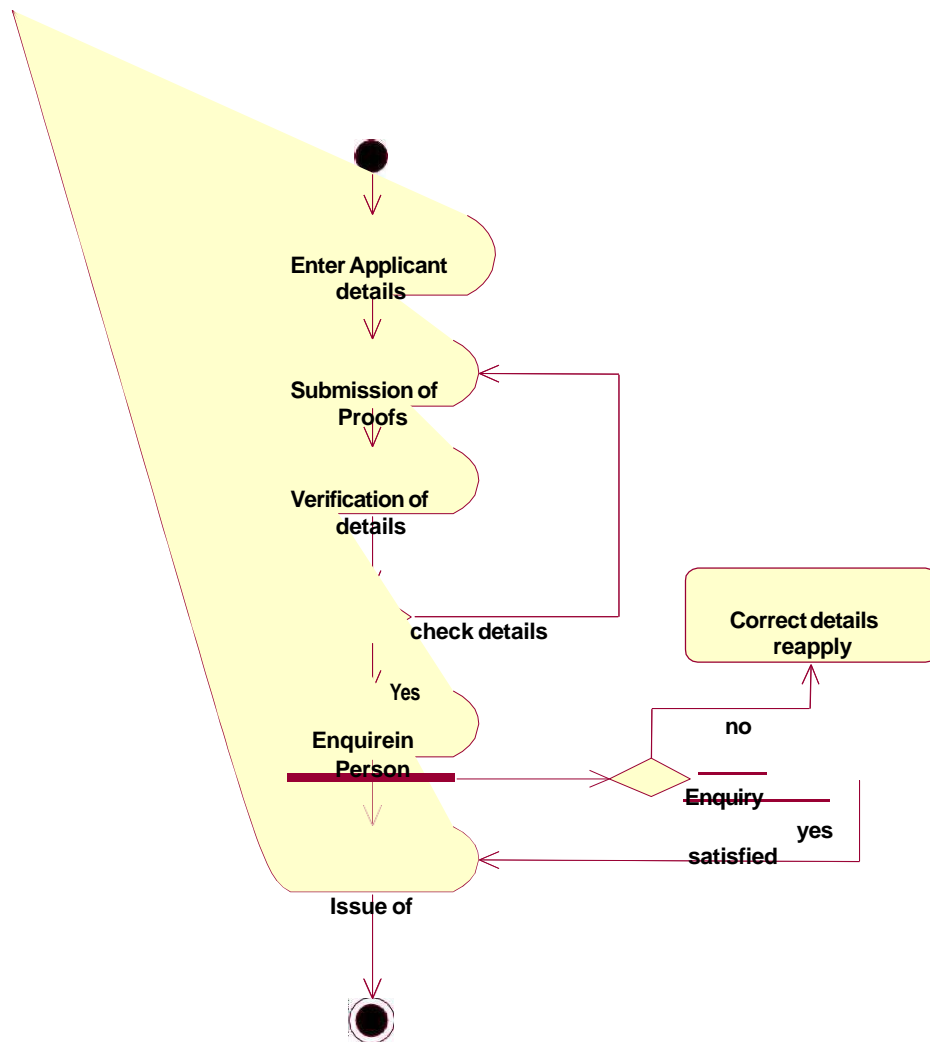 Enter Applicant
details
Submission of
Proofs
Verification of
details
check details
Yes
Correct details
reapply
no
Enquirein
Person
Enquiry
yes
satisfied
Issue of